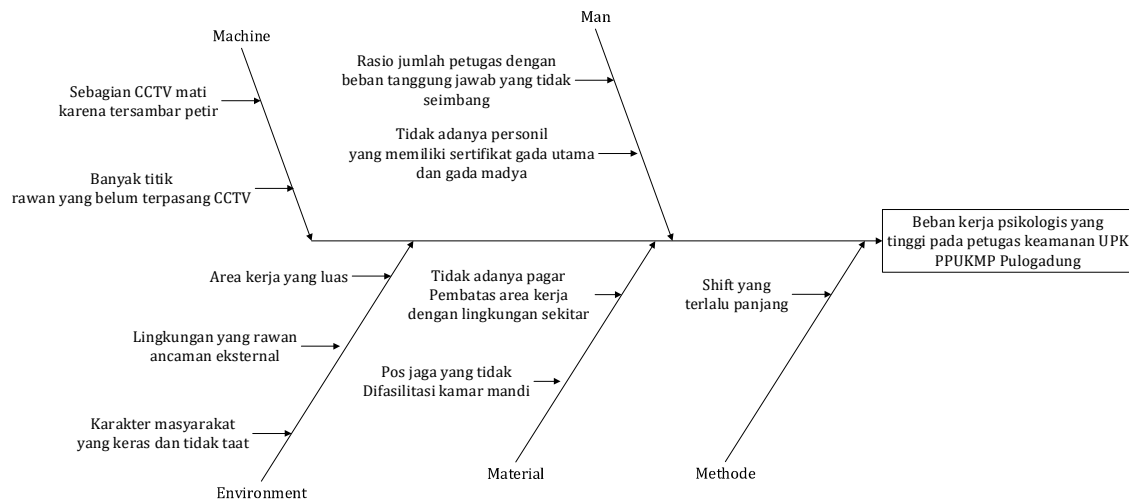 Man
Machine
Rasio jumlah petugas dengan
beban tanggung jawab yang tidak
seimbang
Sebagian CCTV mati
karena tersambar petir
Tidak adanya personil
yang memiliki sertifikat gada utama
dan gada madya
Banyak titik
rawan yang belum terpasang CCTV
Beban kerja psikologis yang
tinggi pada petugas keamanan UPK
PPUKMP Pulogadung
Area kerja yang luas
Tidak adanya pagar
Pembatas area kerja
dengan lingkungan sekitar
Shift yang
terlalu panjang
Lingkungan yang rawan
ancaman eksternal
Pos jaga yang tidak
Difasilitasi kamar mandi
Karakter masyarakat
yang keras dan tidak taat
Environment
Material
Methode